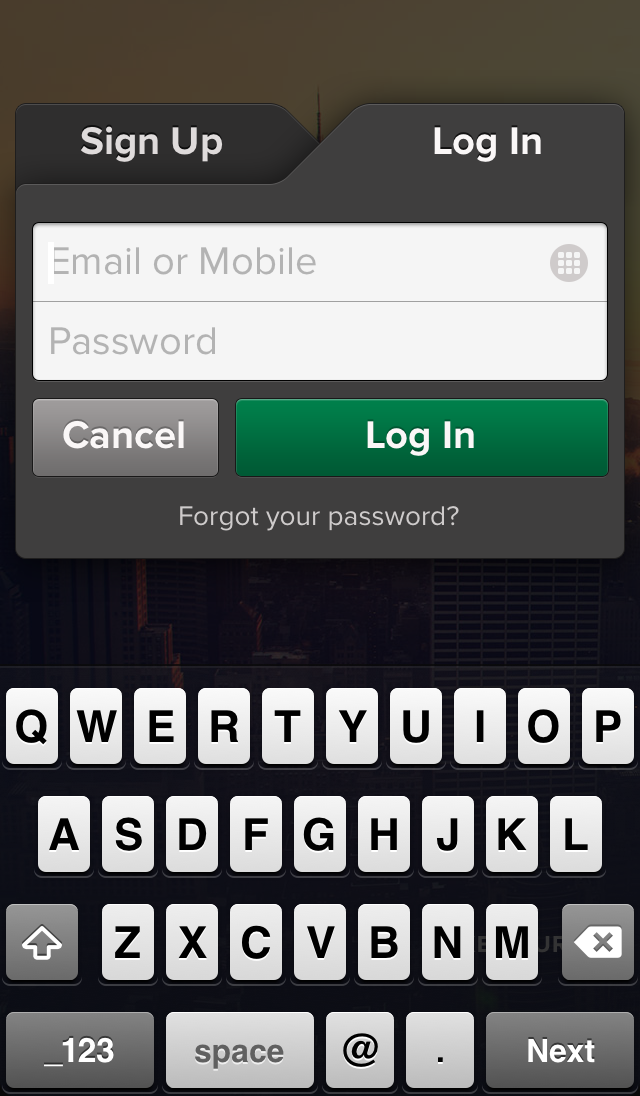 Sign Up Log In
Email or Mobile
Password
Cancel Log In
Forgot your password?
Q W E R T Y U I O P
A S D F G H J K L
Z X C V B N M
_123 space @ . Next